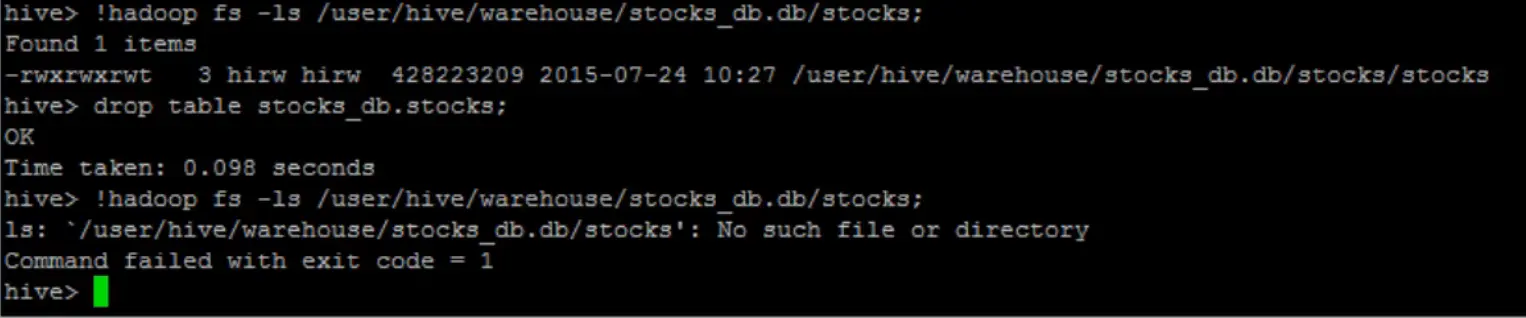 hive> !hadoop fs -ls /user/hive/warehouse/stocks_db.db/stocks;
Found 1 items
-rwxrwxrwt   3 hirw hirw  428223209 2015-07-24 10:27 /user/hive/warehouse/stocks_db.db/stocks/stocks
hive> drop table stocks_db.stocks;
OK
Time taken: 0.098 seconds
hive> !hadoop fs -ls /user/hive/warehouse/stocks_db.db/stocks;
ls: `/user/hive/warehouse/stocks_db.db/stocks': No such file or directory
Command failed with exit code = 1
hive>